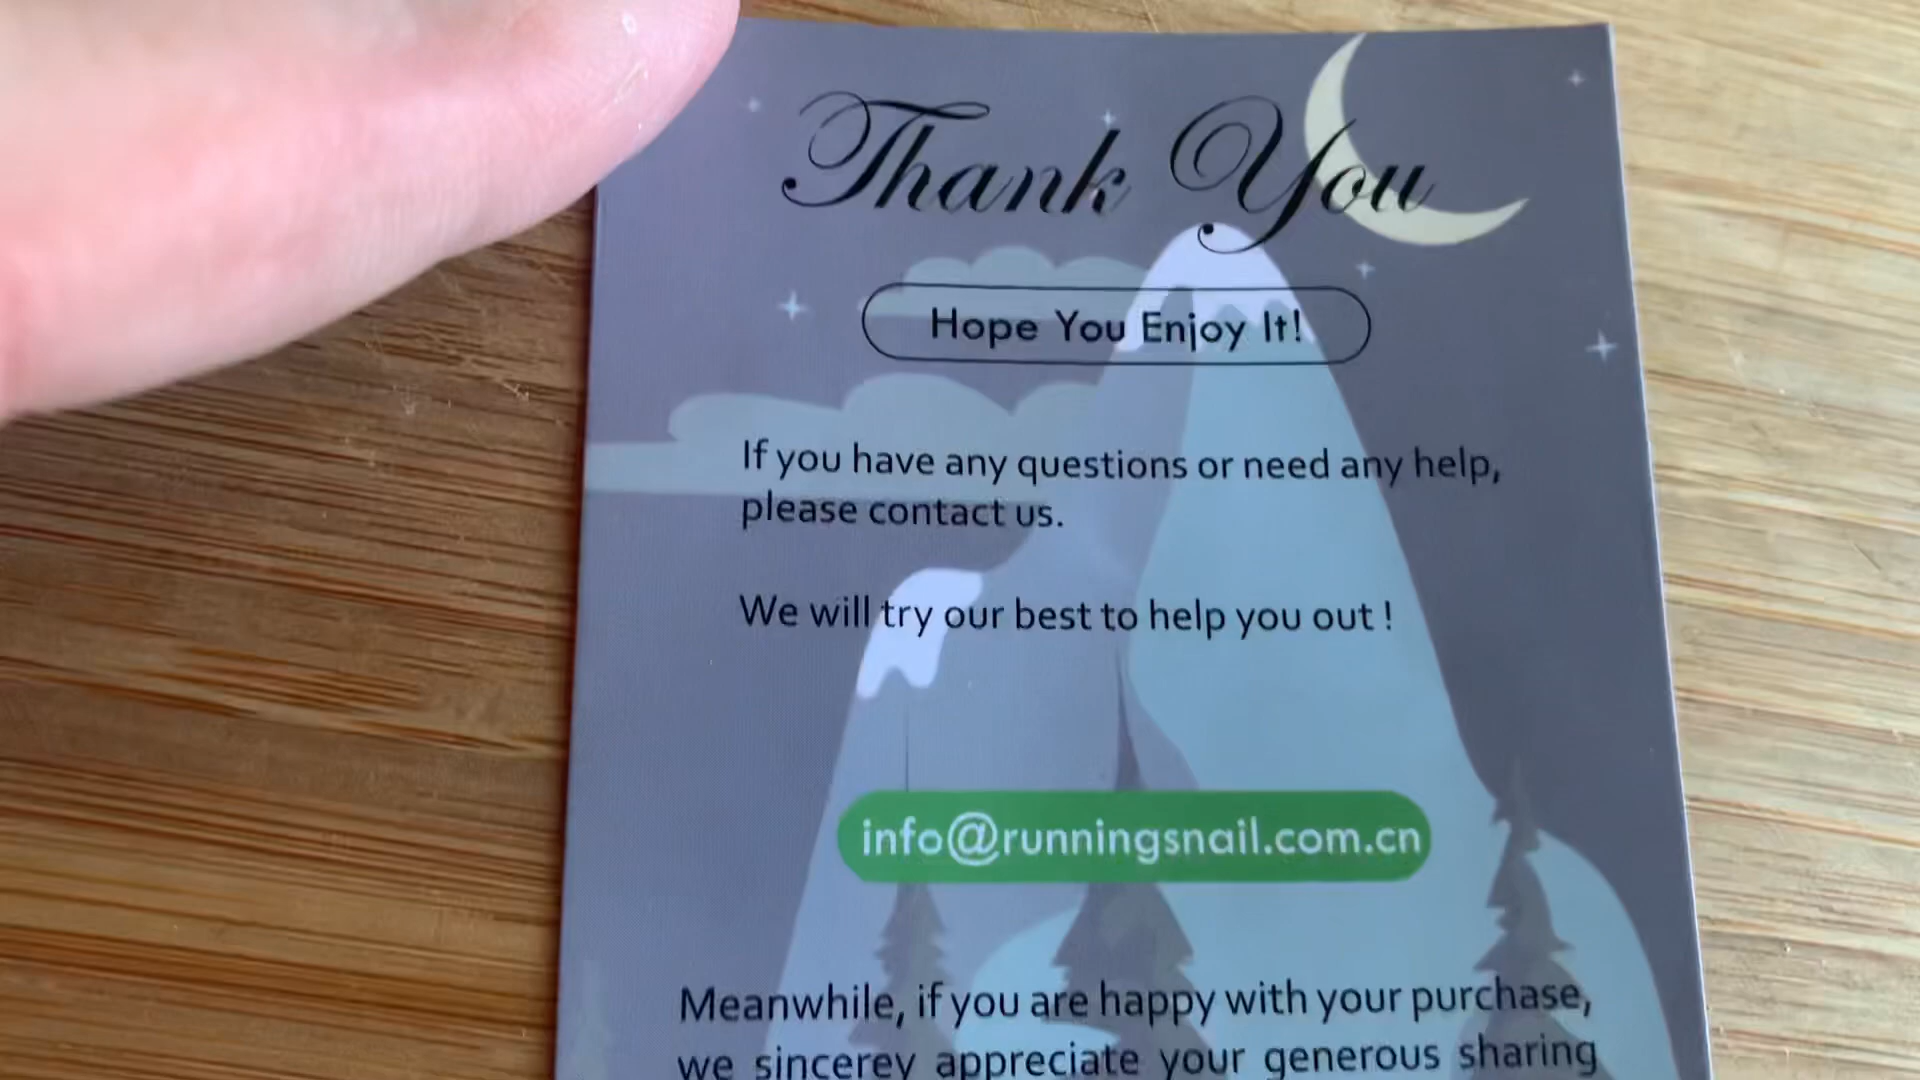 Thank You
Hope You Enjoy It!
If you have any questions or need any help,
please contact us.
We will try our best to help you out !
info@runningsnail.com.cn
Meanwhile, if you are happy with your purchase,
we sincerey appreciate your generous sharing